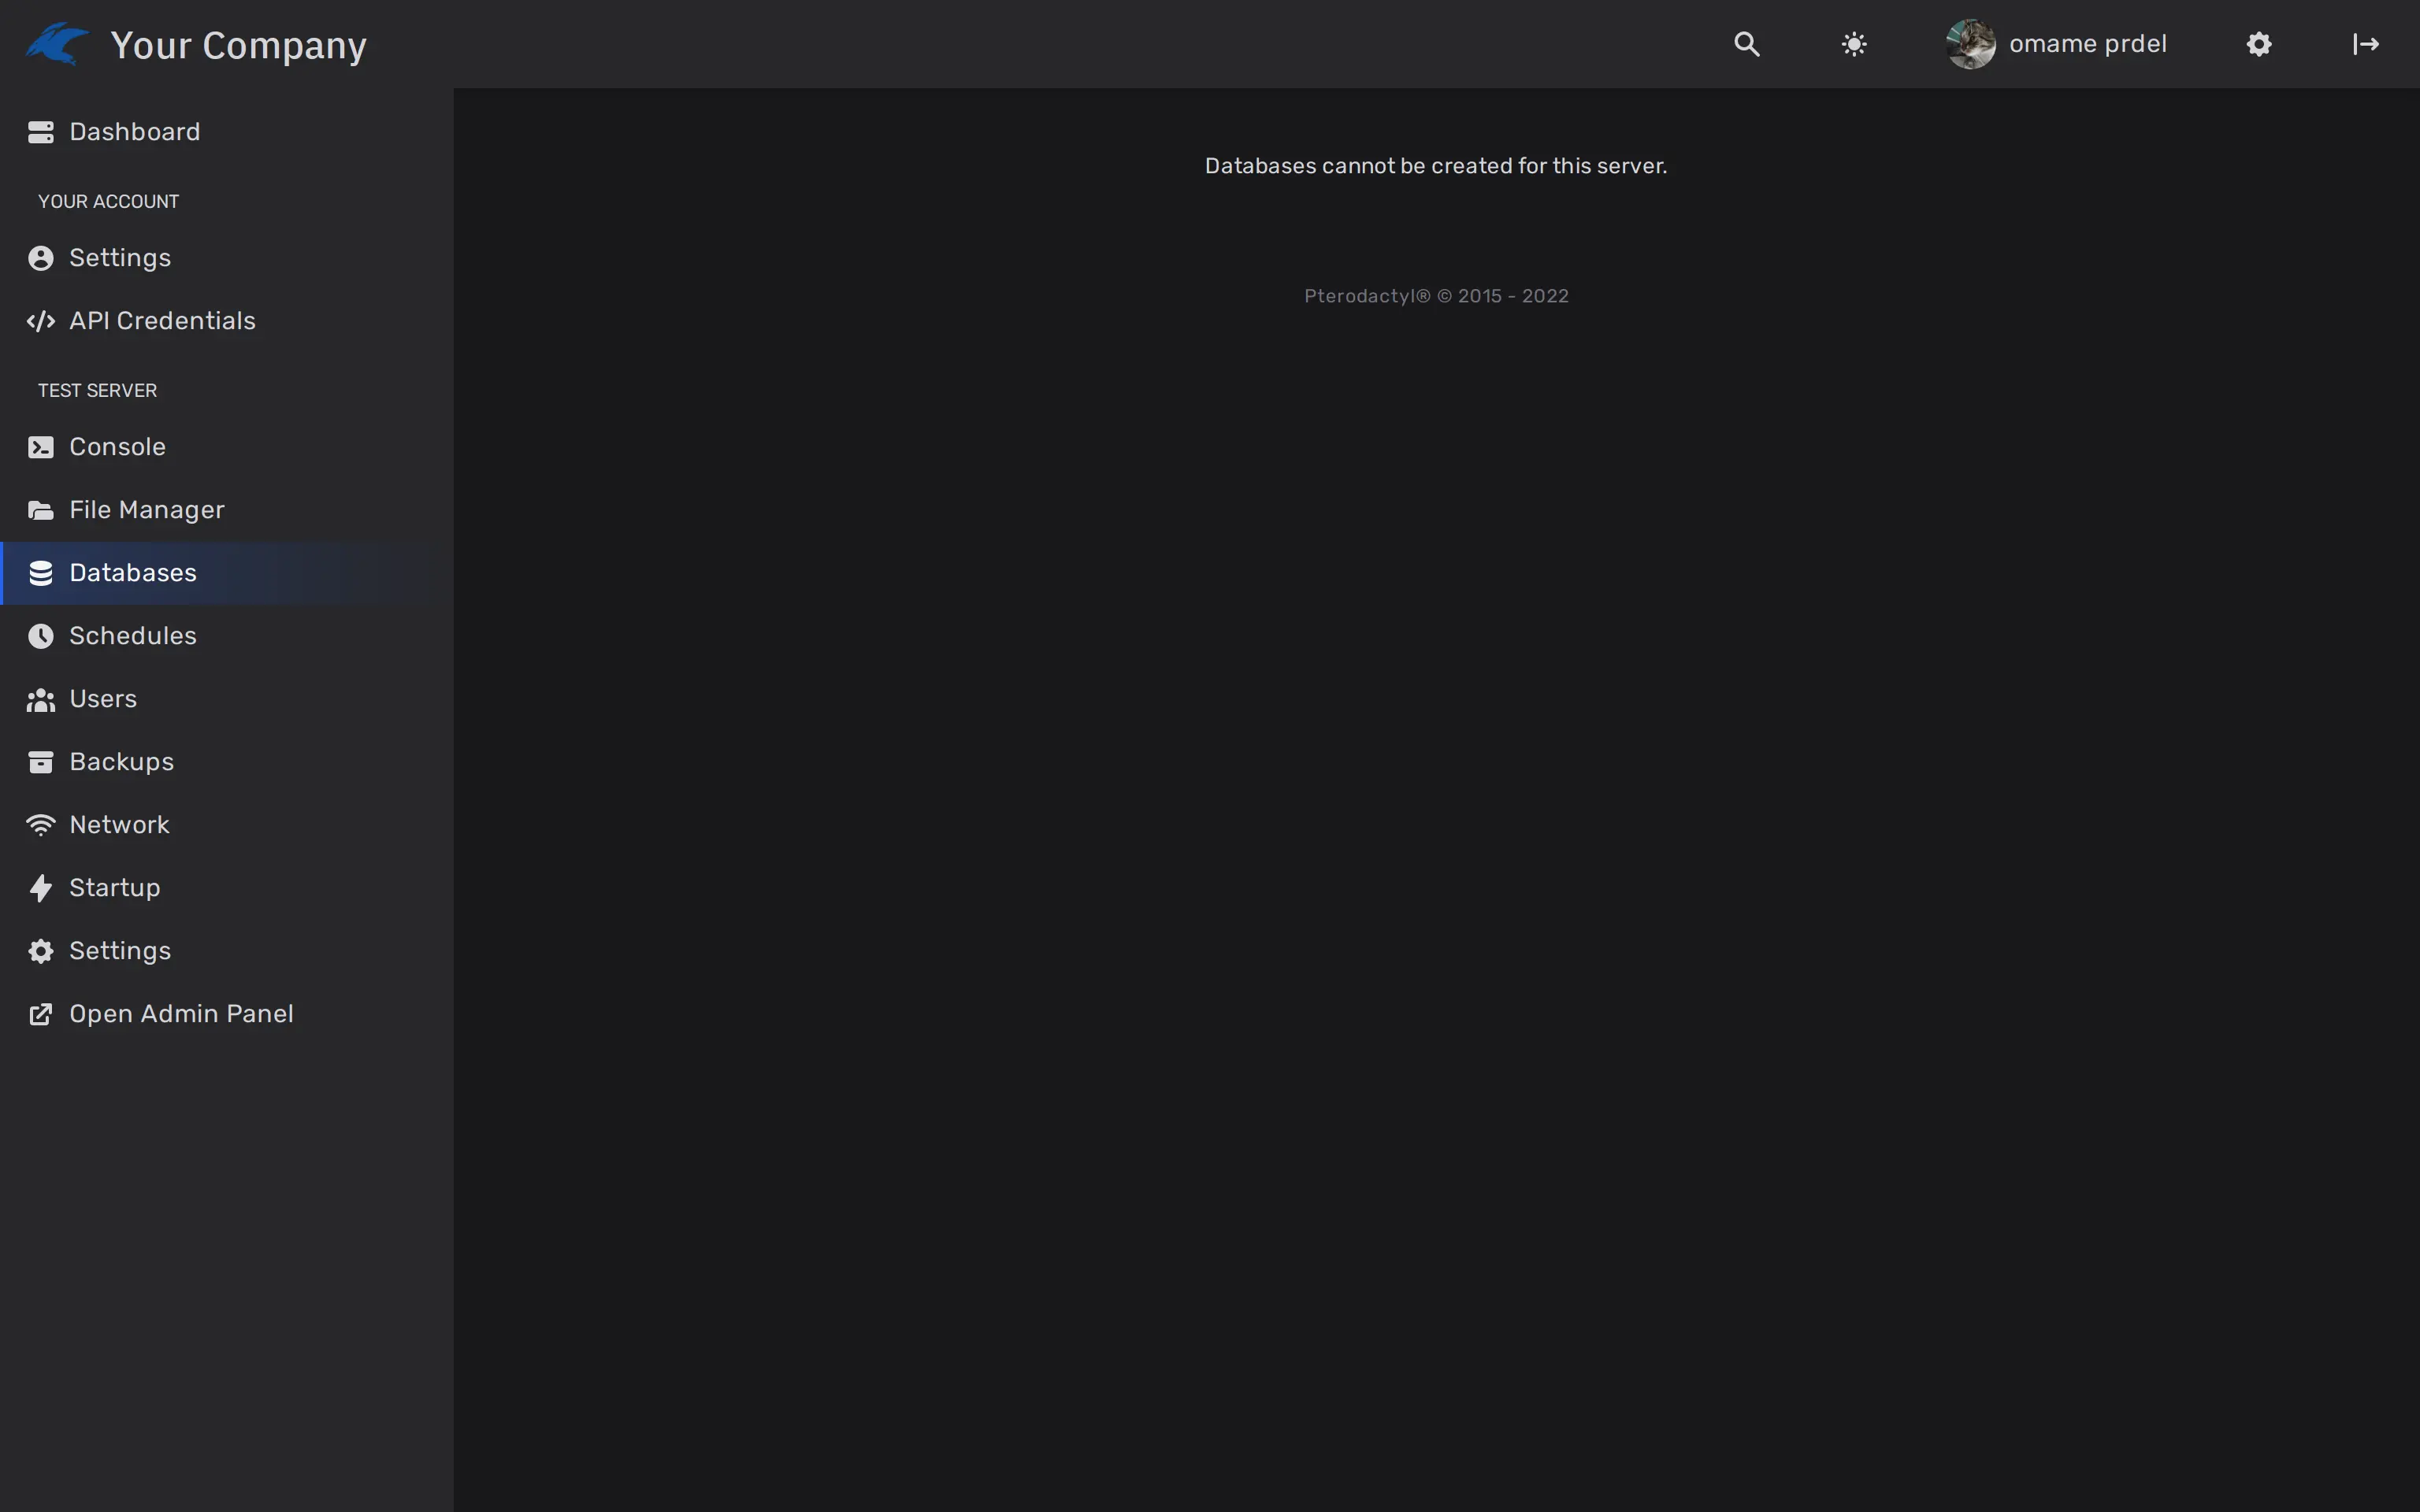 Your Company
omame prdel
Dashboard
YOUR ACCOUNT
Settings
API Credentials
TEST SERVER
Console
File Manager
Databases
Schedules
Users
Backups
Network
Startup
Settings
Open Admin Panel
Databases cannot be created for this server.
Pterodactyl® © 2015 - 2022